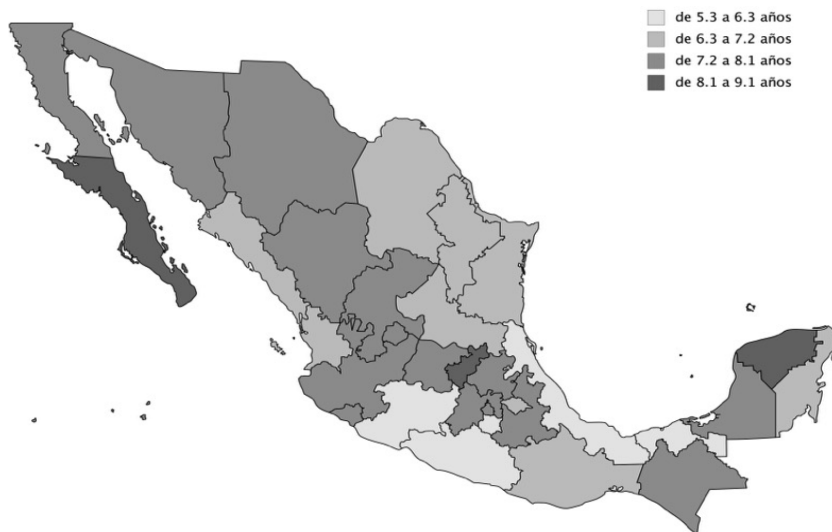 de 5.3 a 6.3 años
de 6.3 a 7.2 años
de 7.2 a 8.1 años
de 8.1 a 9.1 años